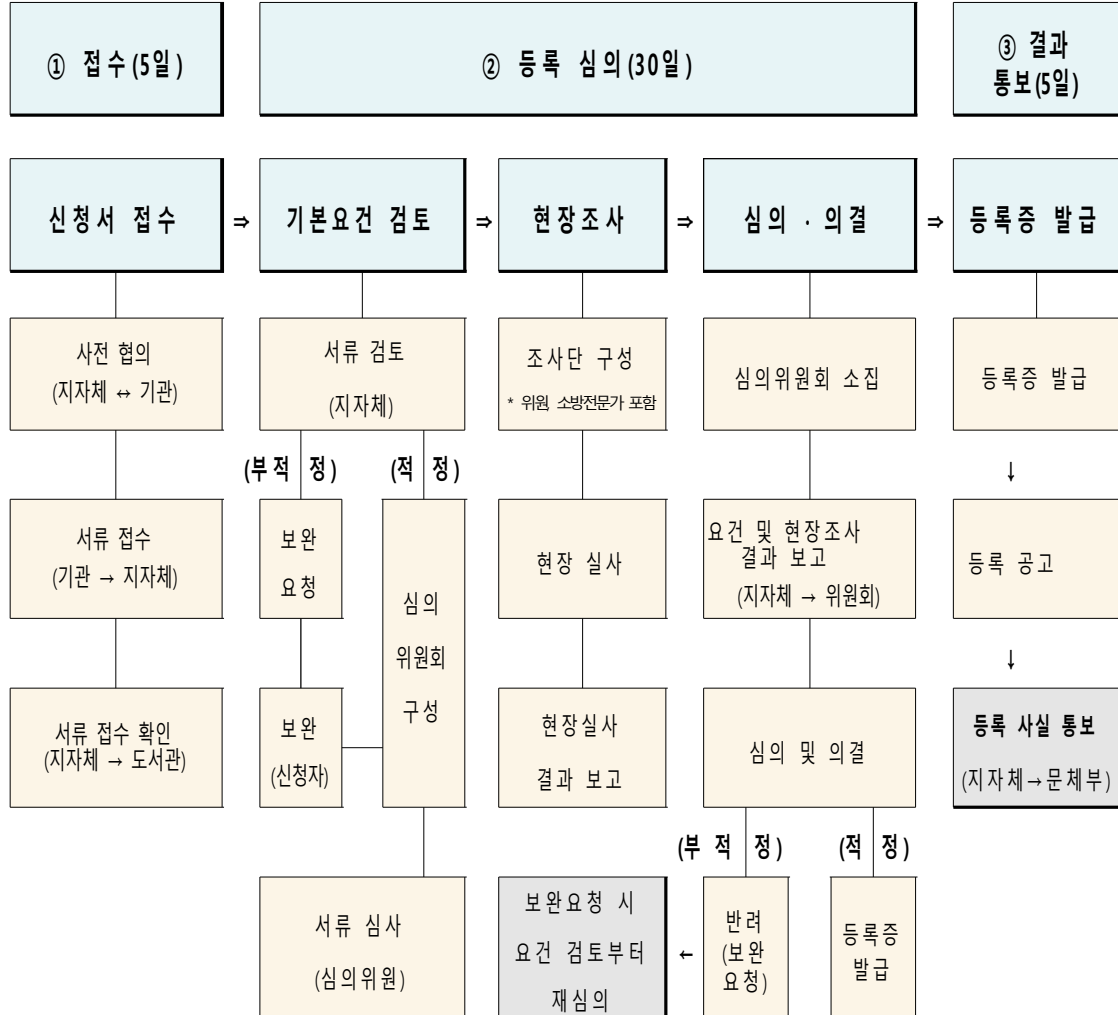 ① 접수(5일)
② 등록 심의(30일)
③ 결과
통보(5일)
신청서 접수
⇒
기본요건 검토
⇒
현장조사
⇒
심의 · 의결
⇒
등록증 발급
사전 협의
(지자체 ↔ 기관)
서류 접수
(기관 → 지자체)
서류 접수 확인
(지자체 → 도서관)
서류 검토
(지자체)
(부적정)
(적정)
보완
요청
보완
(신청자)
심의
위원회
구성
서류 심사
(심의위원)
조사단 구성
* 위원, 소방전문가 포함
현장 실사
현장실사
결과 보고
심의위원회 소집
요건 및 현장조사
결과 보고
(지자체 → 위원회)
심의 및 의결
(부적정)
(적정)
반려
(보완
요청)
등록증
발급
←
보완요청 시
요건 검토부터
재심의
등록증 발급
↓
등록 공고
↓
등록 사실 통보
(지자체→문체부)